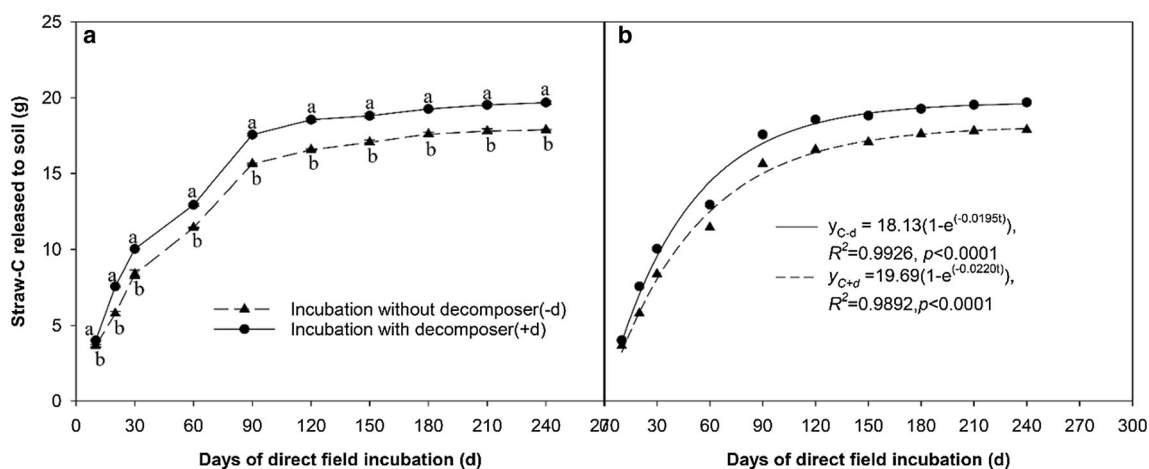 a
b
25
20
15
10
5
0
Straw-C released to soil (g)
a a a a a a a a a a
b b b b b b b b b b
Incubation without decomposer(-d)
Incubation with decomposer(+d)
yC-d = 18.13(1-e(-0.0195t)),
R2=0.9926, p<0.0001
yC+d =19.69(1-e(-0.0220t)),
R2=0.9892,p<0.0001
0 30 60 90 120 150 180 210 240
30 60 90 120 150 180 210 240 270 300
Days of direct field incubation (d)
Days of direct field incubation (d)